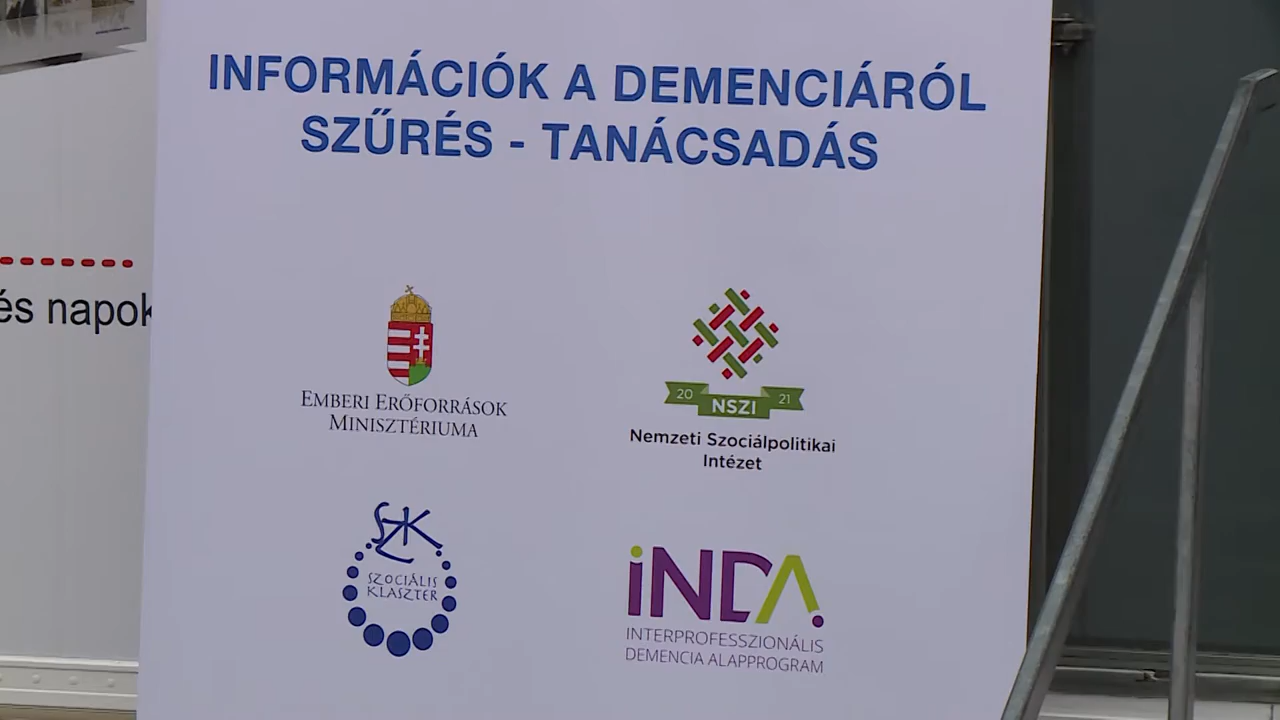 INFORMÁCIÓK A DEMENCIÁRÓL
SZŰRÉS - TANÁCSADÁS
és napok
EMBERI ERŐFORRÁSOK
MINISZTÉRIUMA
20 NSZI 21
Nemzeti Szociálpolitikai
Intézet
SZK
SZOCIÁLIS
KLASZTER
iNDA
INTERPROFESSZIONÁLIS
DEMENCIA ALAPPROGRAM